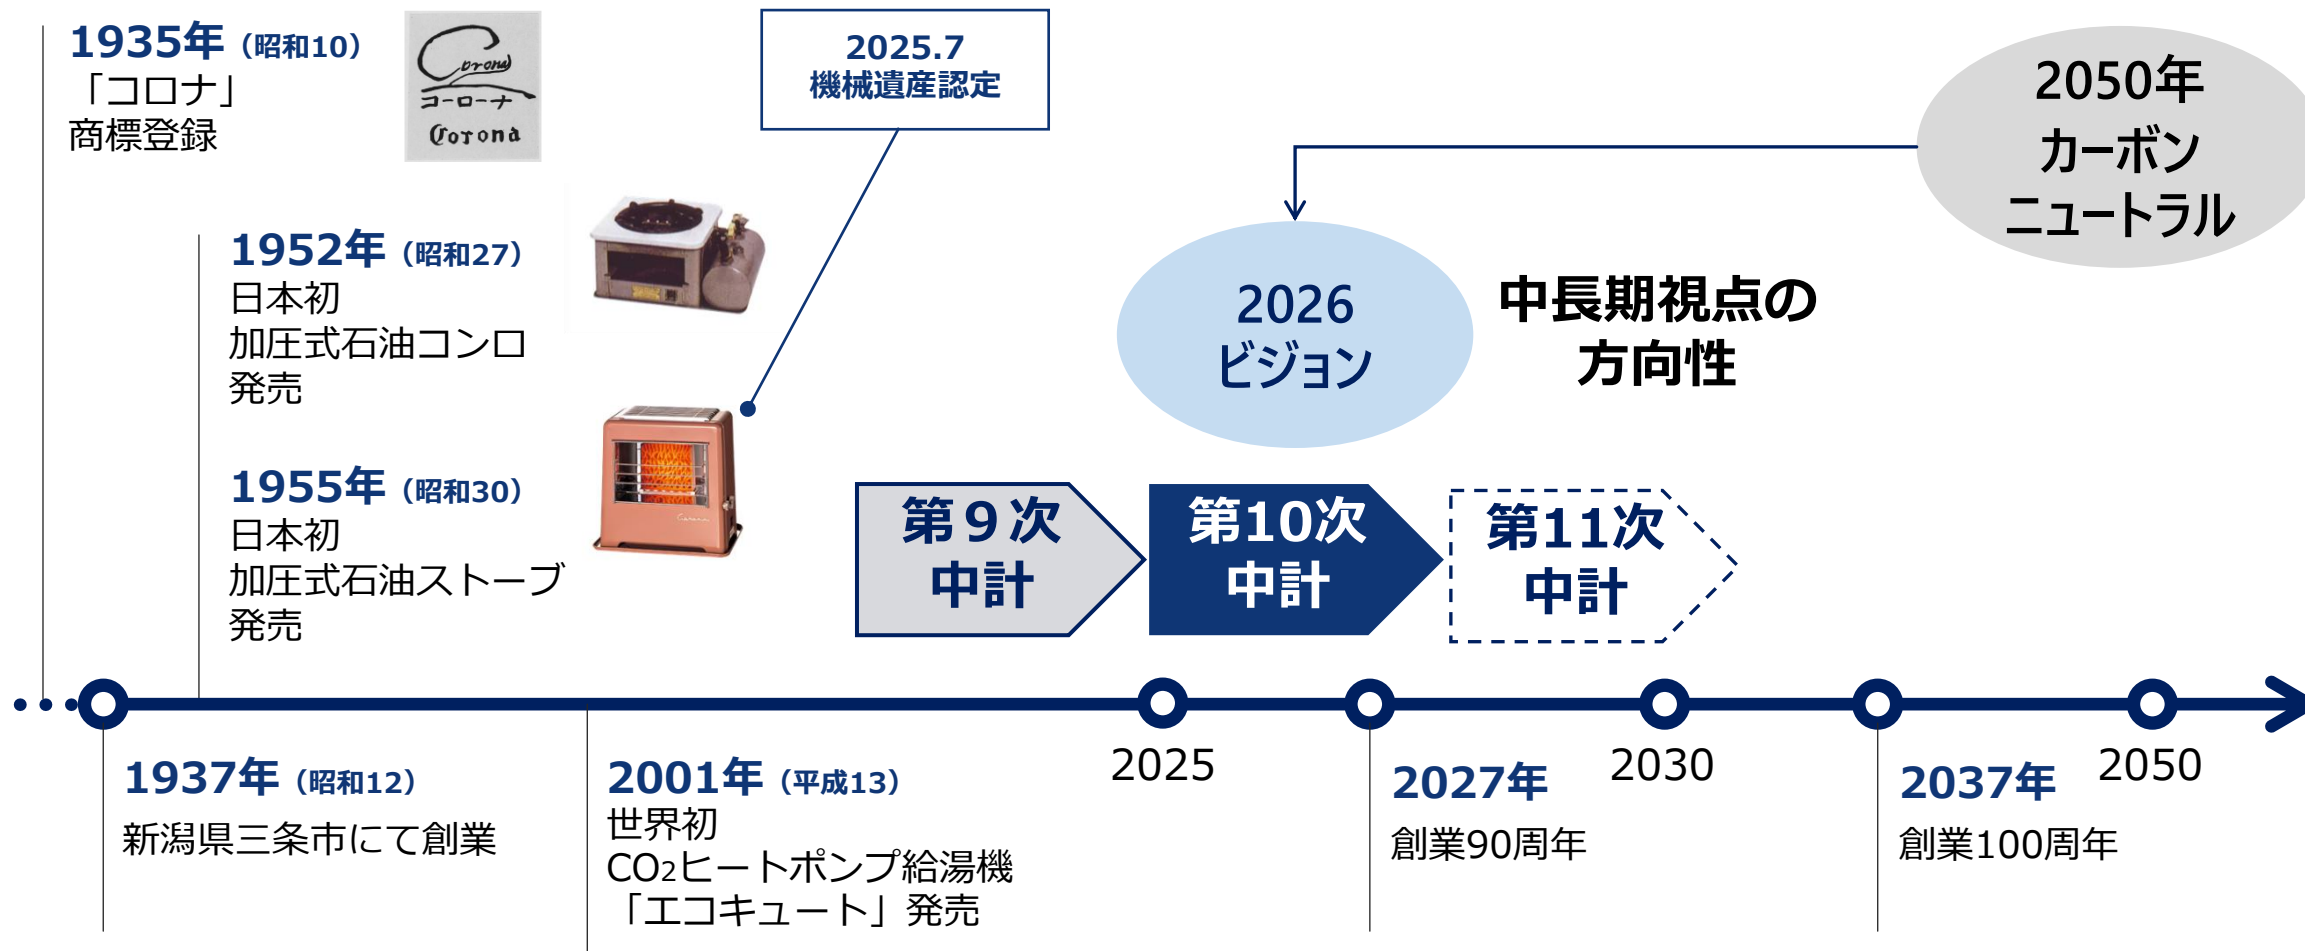 1935年（昭和10）
「コロナ」
商標登録
Corona
コーローナ
Corona
2025.7
機械遺産認定
2050年
カーボン
ニュートラル
1952年（昭和27）
日本初
加圧式石油コンロ
発売
2026
ビジョン
中長期視点の
方向性
1955年（昭和30）
日本初
加圧式石油ストーブ
発売
Corona
第９次
中計
第10次
中計
第11次
中計
1937年（昭和12）
新潟県三条市にて創業
2001年（平成13）
世界初
CO2ヒートポンプ給湯機
「エコキュート」発売
2025
2027年
創業90周年
2030
2037年
創業100周年
2050